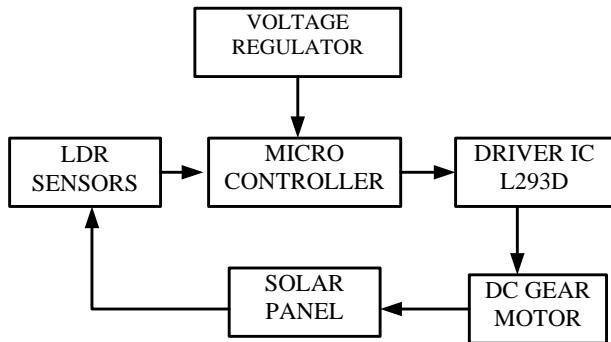 VOLTAGE
REGULATOR
LDR
SENSORS
MICRO
CONTROLLER
DRIVER IC
L293D
SOLAR
PANEL
DC GEAR
MOTOR